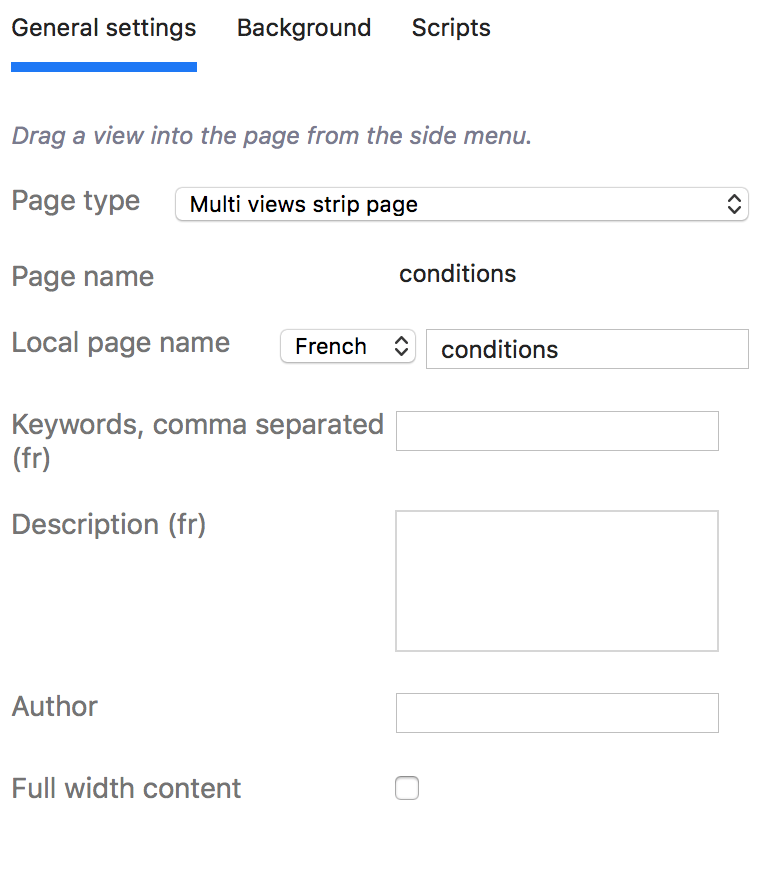 General settings Background Scripts
Drag a view into the page from the side menu.
Page type Multi views strip page
Page name conditions
Local page name French conditions
Keywords, comma separated
(fr)
Description (fr)
Author
Full width content